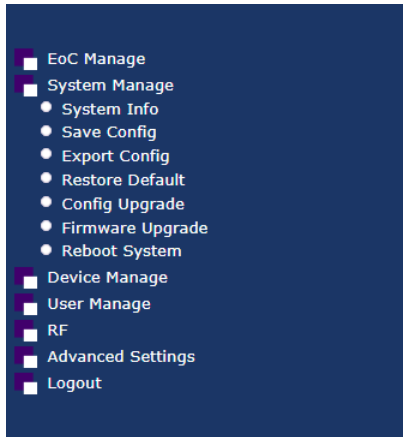 EoC Manage
System Manage
System Info
Save Config
Export Config
Restore Default
Config Upgrade
Firmware Upgrade
Reboot System
Device Manage
User Manage
RF
Advanced Settings
Logout